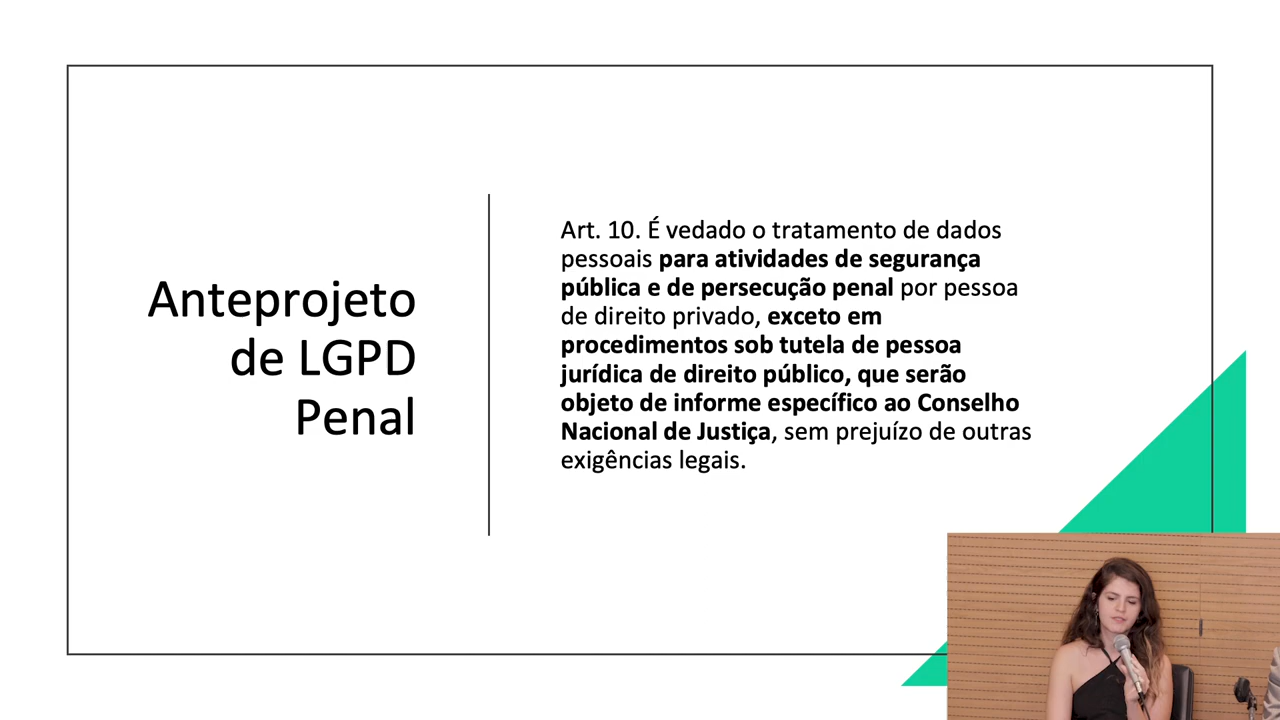 Anteprojeto
de LGPD
Penal
Art. 10. É vedado o tratamento de dados
pessoais para atividades de segurança
pública e de persecução penal por pessoa
de direito privado, exceto em
procedimentos sob tutela de pessoa
jurídica de direito público, que serão
objeto de informe específico ao Conselho
Nacional de Justiça, sem prejuízo de outras
exigências legais.